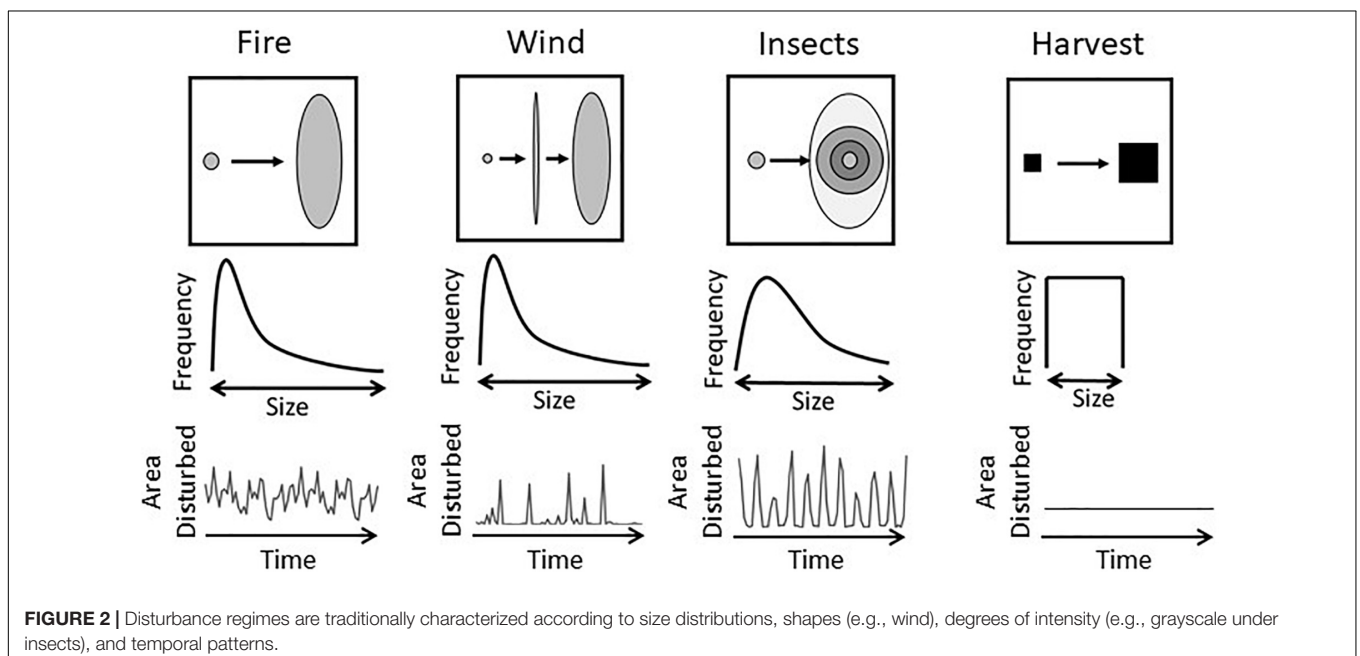 Fire
Wind
Insects
Harvest
Frequency
Size
Frequency
Size
Frequency
Size
Frequency
Size
Area
Disturbed
Time
Area
Disturbed
Time
Area
Disturbed
Time
Area
Disturbed
Time
FIGURE 2 | Disturbance regimes are traditionally characterized according to size distributions, shapes (e.g., wind), degrees of intensity (e.g., grayscale under
insects), and temporal patterns.